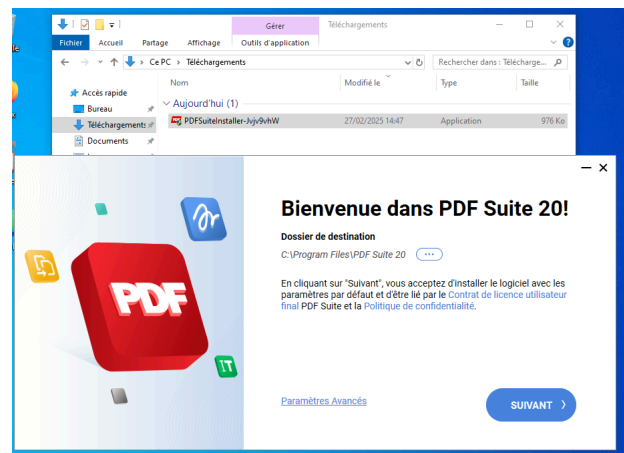 Gérer
Téléchargements
Fichier Accueil Partage Affichage Outils d'application
Ce PC > Téléchargements
Rechercher dans : Télécharge...
Nom Modifié le Type Taille
Accès rapide
Aujourd'hui (1)
Bureau
Téléchargements
PDFSuiteInstaller-Jvjv9vhW 27/02/2025 14:47 Application 976 Ko
Documents
Bienvenue dans PDF Suite 20!
Dossier de destination
C:\Program Files\PDF Suite 20
En cliquant sur "Suivant", vous acceptez d'installer le logiciel avec les
paramètres par défaut et d'être lié par le Contrat de licence utilisateur
final PDF Suite et la Politique de confidentialité.
PDF
IT
Paramètres Avancés
SUIVANT